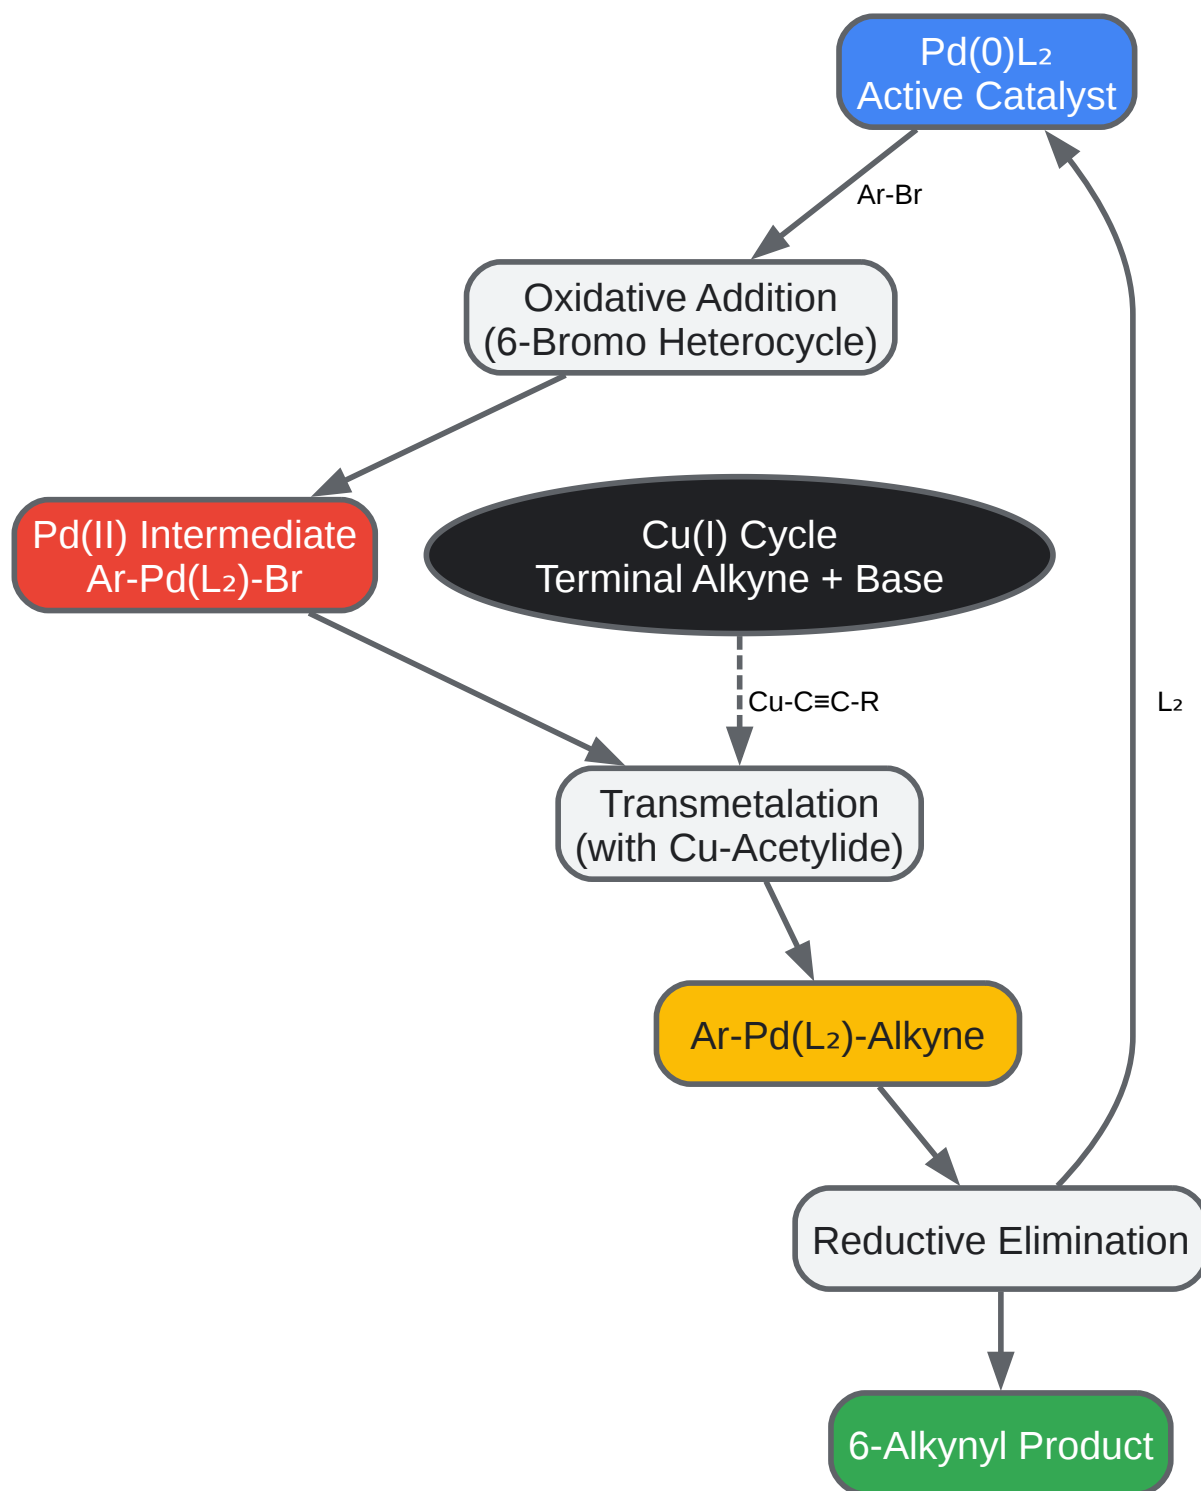 Pd(0)L₂
Active Catalyst
Ar-Br
Oxidative Addition
(6-Bromo Heterocycle)
Pd(II) Intermediate
Ar-Pd(L₂)-Br
Cu(I) Cycle
Terminal Alkyne + Base
Cu-C≡C-R
L₂
Transmetalation
(with Cu-Acetylide)
Ar-Pd(L₂)-Alkyne
Reductive Elimination
6-Alkynyl Product